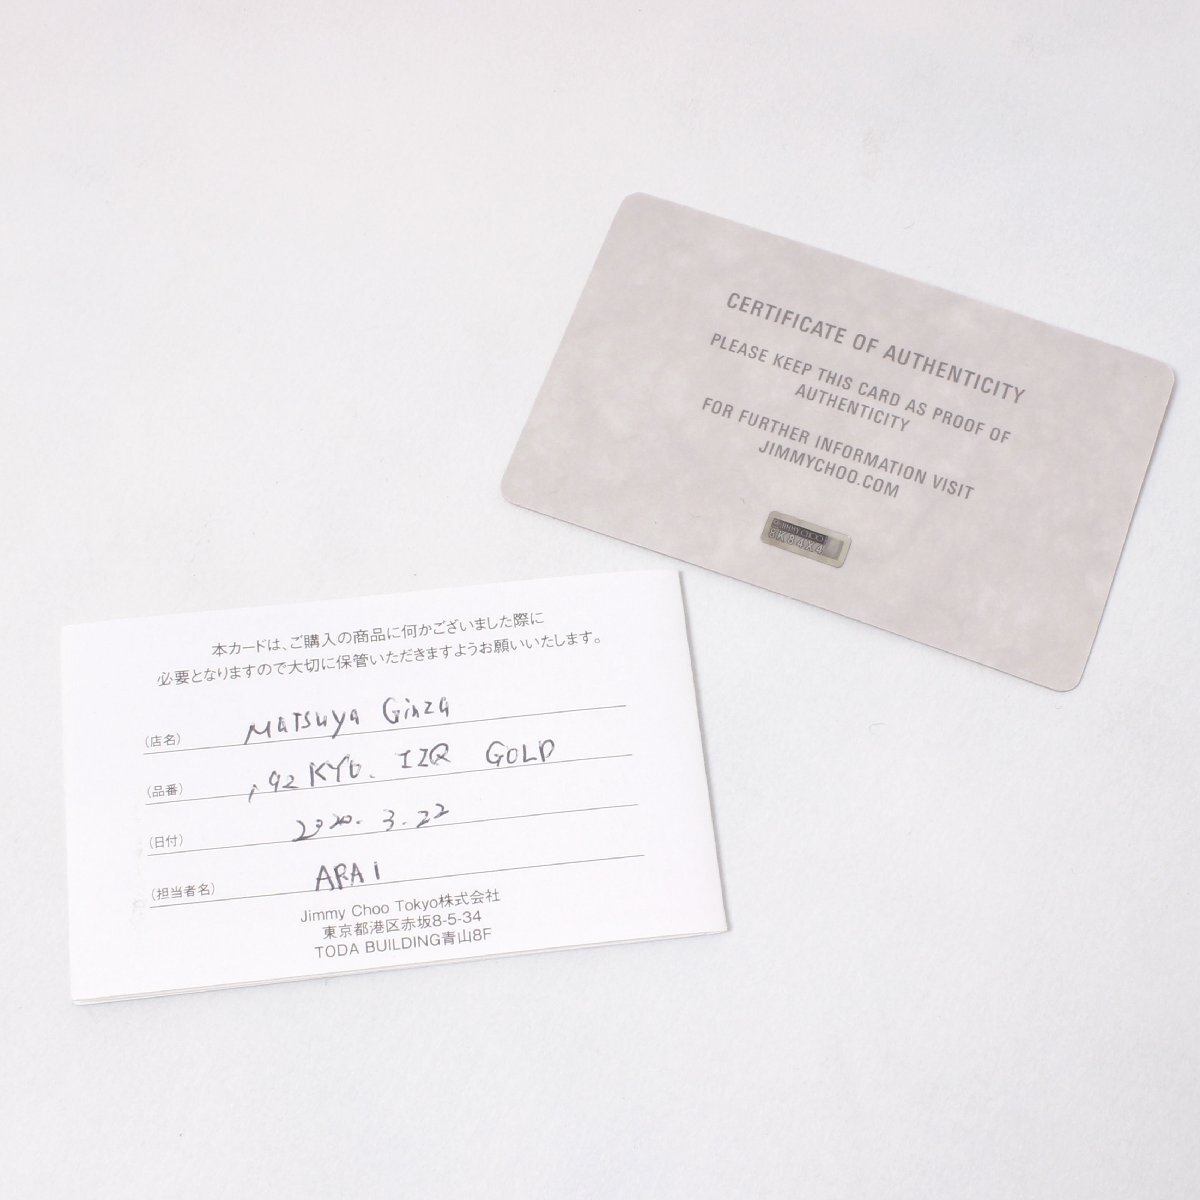 CERTIFICATE OF AUTHENTICITY
PLEASE KEEP THIS CARD AS PROOF OF
AUTHENTICITY
FOR FURTHER INFORMATION VISIT
JIMMYCHOO.COM
JIMMY CHOO
8K84X4
本カードは、ご購入の商品に何かございました際に
必要となりますので大切に保管いただきますようお願いいたします。
(店名) MATSUYA GINZA
(品番) GOLD
(日付) 2020. 3. 22
(担当者名) ARAI
Jimmy Choo Tokyo株式会社
東京都港区赤坂8-5-34
TODA BUILDING青山8F